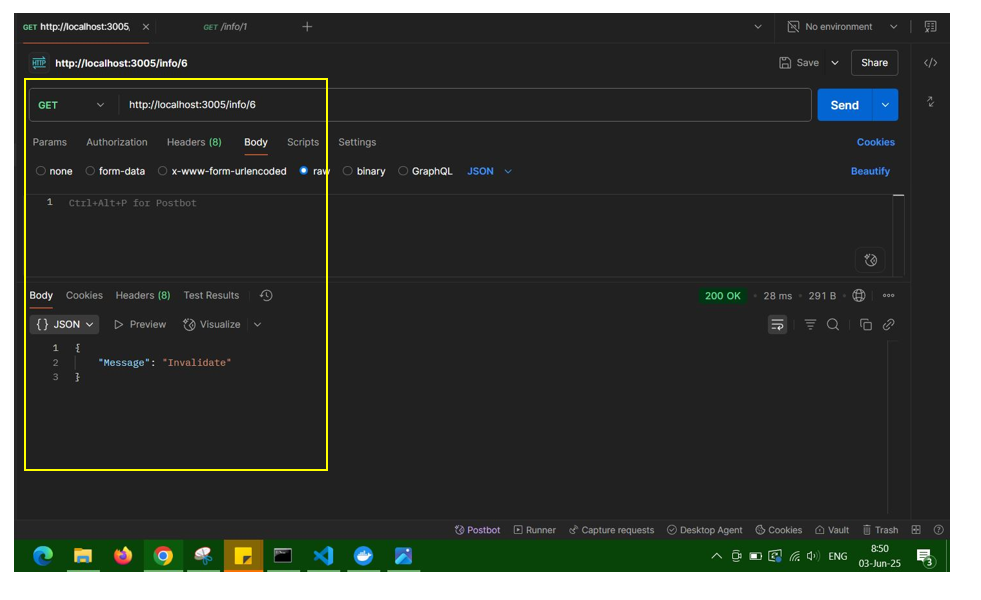 GET http://localhost:3005, GET /info/1 No environment
HTTP http://localhost:3005/info/6 Save Share
GET http://localhost:3005/info/6 Send
Params Authorization Headers (8) Body Scripts Settings Cookies
none form-data x-www-form-urlencoded raw binary GraphQL JSON Beautify
1 Ctrl+Alt+P for Postbot
Body Cookies Headers (8) Test Results 200 OK 28 ms 291 B
{} JSON Preview Visualize
1 {
2 "Message": "Invalidate"
3 }
Postbot Runner Capture requests Desktop Agent Cookies Vault Trash
ENG 8:50
03-Jun-25 3